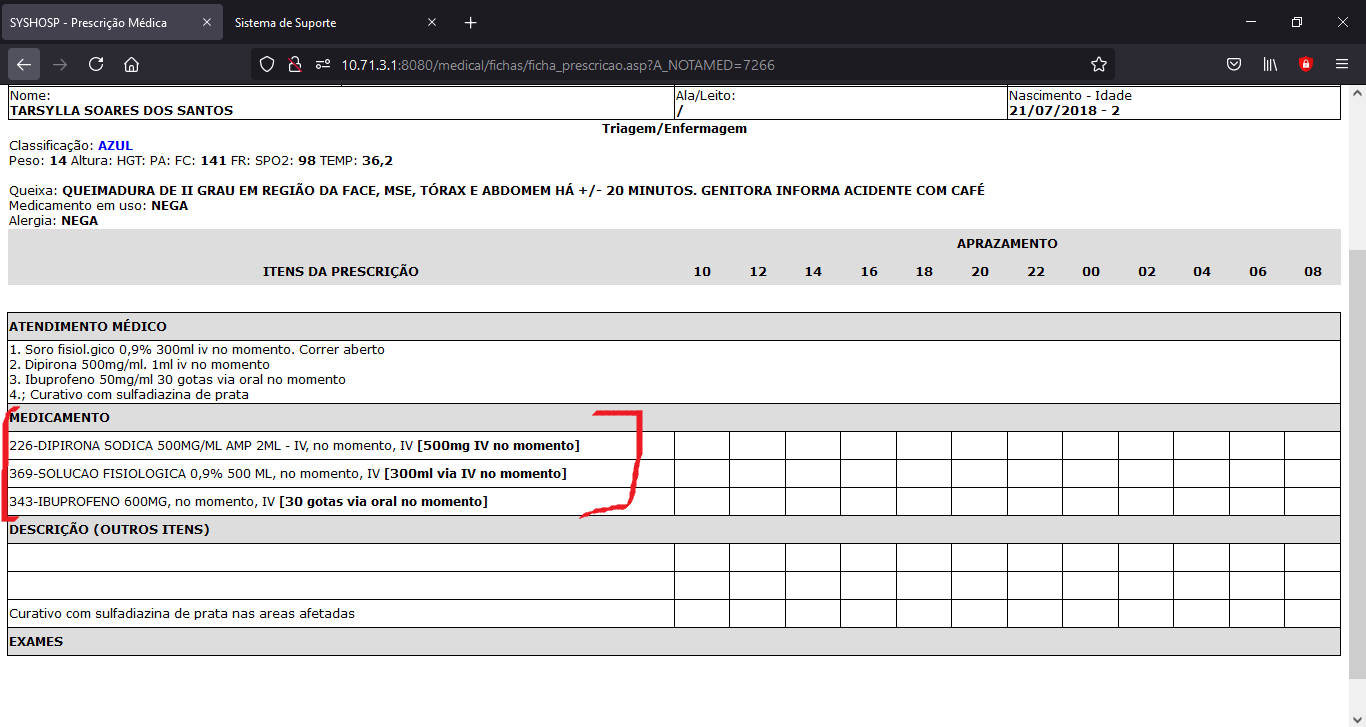 SYSHOSP - Prescrição Médica
Sistema de Suporte
10.71.3.1:8080/medical/fichas/ficha_prescricao.asp?A_NOTAMED=7266
Nome: Ala/Leito: Nascimento - Idade
TARSYLLA SOARES DOS SANTOS / 21/07/2018 - 2
Triagem/Enfermagem
Classificação: AZUL
Peso: 14 Altura: HGT: PA: FC: 141 FR: SPO2: 98 TEMP: 36,2
Queixa: QUEIMADURA DE II GRAU EM REGIÃO DA FACE, MSE, TÓRAX E ABDOMEM HÁ +/- 20 MINUTOS. GENITORA INFORMA ACIDENTE COM CAFÉ
Medicamento em uso: NEGA
Alergia: NEGA
APRAZAMENTO
ITENS DA PRESCRIÇÃO 10 12 14 16 18 20 22 00 02 04 06 08
ATENDIMENTO MÉDICO
1. Soro fisiol.gico 0,9% 300ml iv no momento. Correr aberto
2. Dipirona 500mg/ml. 1ml iv no momento
3. Ibuprofeno 50mg/ml 30 gotas via oral no momento
4.; Curativo com sulfadiazina de prata
MEDICAMENTO
226-DIPIRONA SODICA 500MG/ML AMP 2ML - IV, no momento, IV [500mg IV no momento]
369-SOLUCAO FISIOLOGICA 0,9% 500 ML, no momento, IV [300ml via IV no momento]
343-IBUPROFENO 600MG, no momento, IV [30 gotas via oral no momento]
DESCRIÇÃO (OUTROS ITENS)
Curativo com sulfadiazina de prata nas areas afetadas
EXAMES